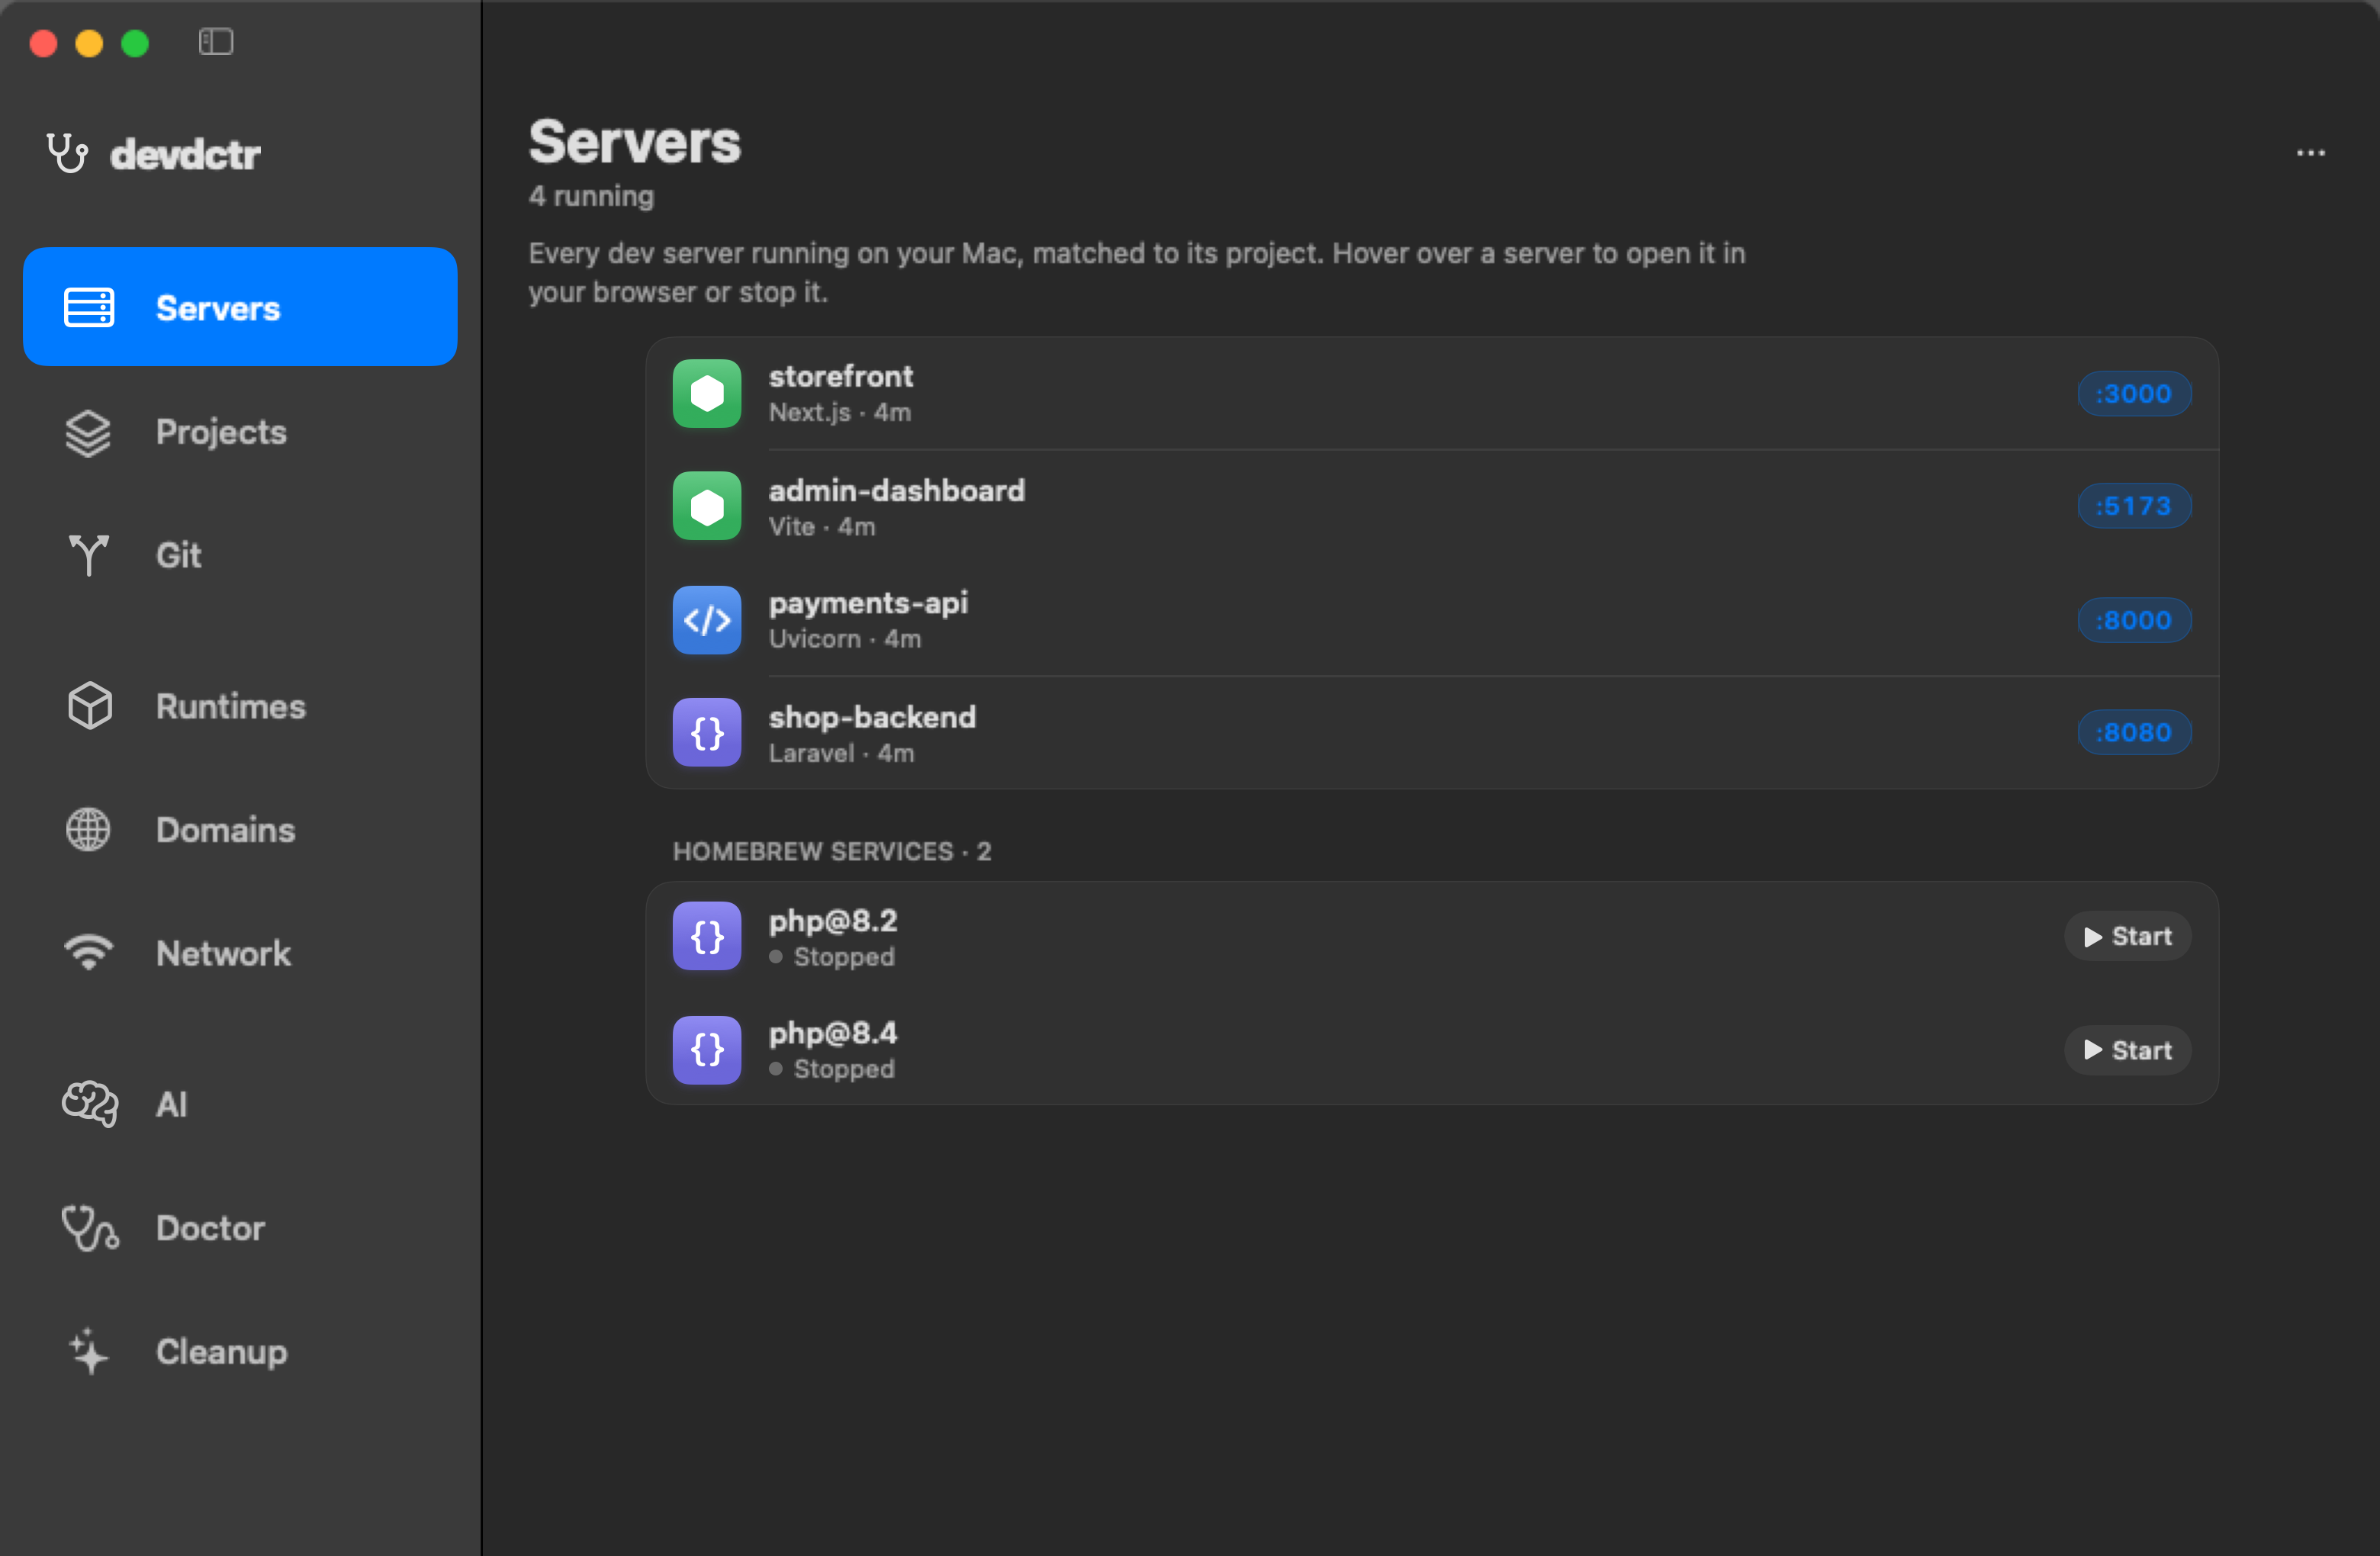 devdctr
Servers
Projects
Git
Runtimes
Domains
Network
AI
Doctor
Cleanup
Servers
4 running
Every dev server running on your Mac, matched to its project. Hover over a server to open it in
your browser or stop it.
storefront
Next.js · 4m
:3000
admin-dashboard
Vite · 4m
:5173
payments-api
Uvicorn · 4m
:8000
shop-backend
Laravel · 4m
:8080
HOMEBREW SERVICES · 2
php@8.2
Stopped
Start
php@8.4
Stopped
Start